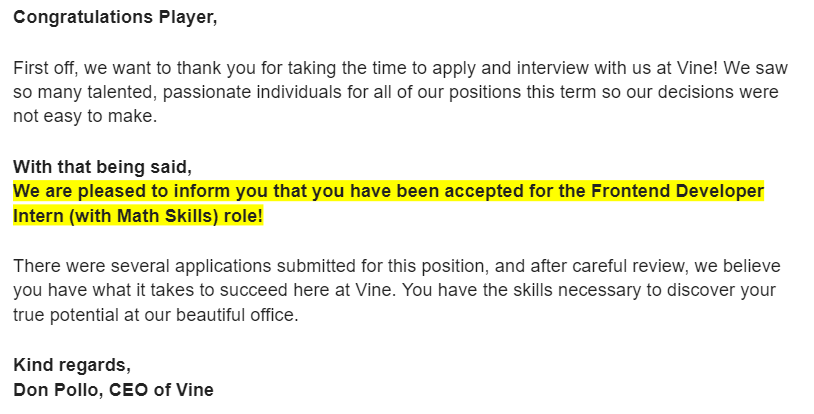 Congratulations Player,
First off, we want to thank you for taking the time to apply and interview with us at Vine! We saw
so many talented, passionate individuals for all of our positions this term so our decisions were
not easy to make.
With that being said,
We are pleased to inform you that you have been accepted for the Frontend Developer
Intern (with Math Skills) role!
There were several applications submitted for this position, and after careful review, we believe
you have what it takes to succeed here at Vine. You have the skills necessary to discover your
true potential at our beautiful office.
Kind regards,
Don Pollo, CEO of Vine